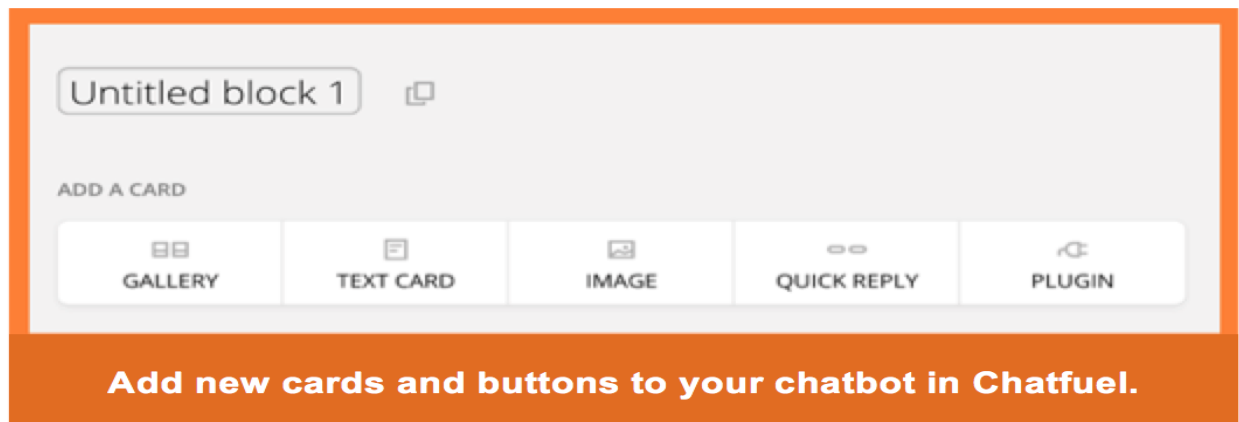 Untitled block 1
ADD A CARD
GALLERY TEXT CARD IMAGE QUICK REPLY PLUGIN
Add new cards and buttons to your chatbot in Chatfuel.